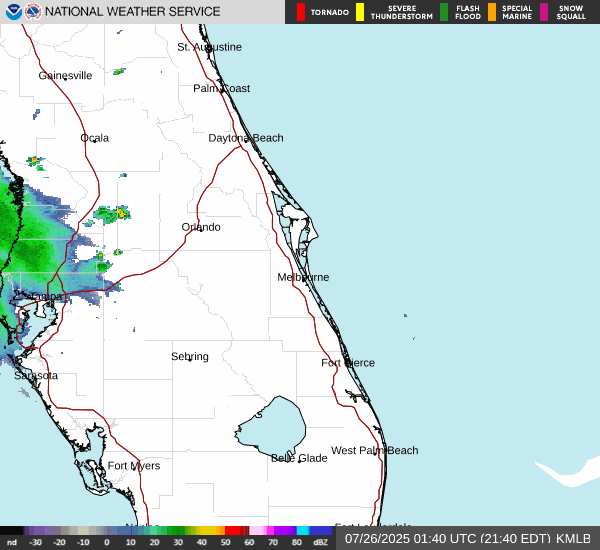 NATIONAL WEATHER SERVICE
TORNADO
SEVERE THUNDERSTORM
FLASH FLOOD
SPECIAL MARINE
SNOW SQUALL
St. Augustine
Gainesville
Palm Coast
Ocala
Daytona Beach
Orlando
Melbourne
Tampa
Sebring
Fort Pierce
Sarasota
West Palm Beach
Belle Glade
Fort Myers
Naples
Fort Lauderdale
nd -30 -20 -10 0 10 20 30 40 50 60 70 80 dBZ
07/26/2025 01:40 UTC (21:40 EDT) KMLB